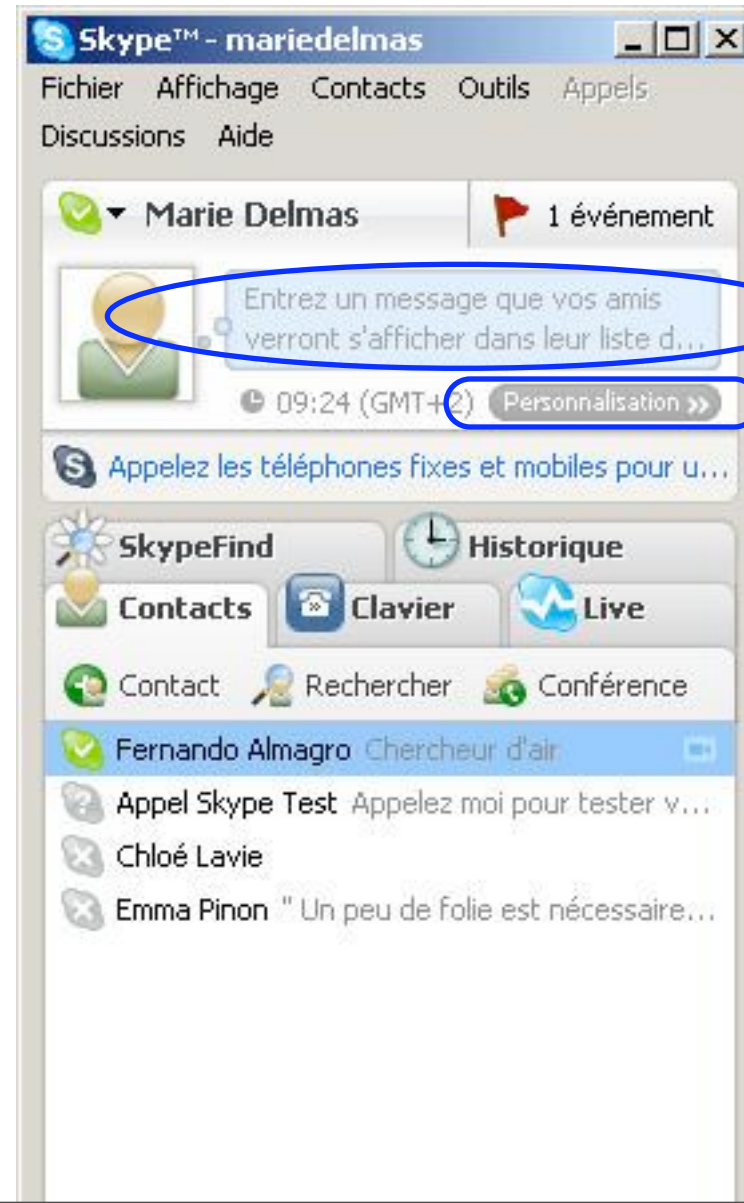 Skype™ - mariedelmas
Fichier Affichage Contacts Outils Appels
Discussions Aide
Marie Delmas
1 événement
Entrez un message que vos amis
verront s'afficher dans leur liste d...
09:24 (GMT+2) Personnalisation >>
Appelez les téléphones fixes et mobiles pour u...
SkypeFind Historique
Contacts Clavier Live
Contact Rechercher Conférence
Fernando Almagro Chercheur d'air
Appel Skype Test Appelez moi pour tester v...
Chloé Lavie
Emma Pinon " Un peu de folie est nécessaire...